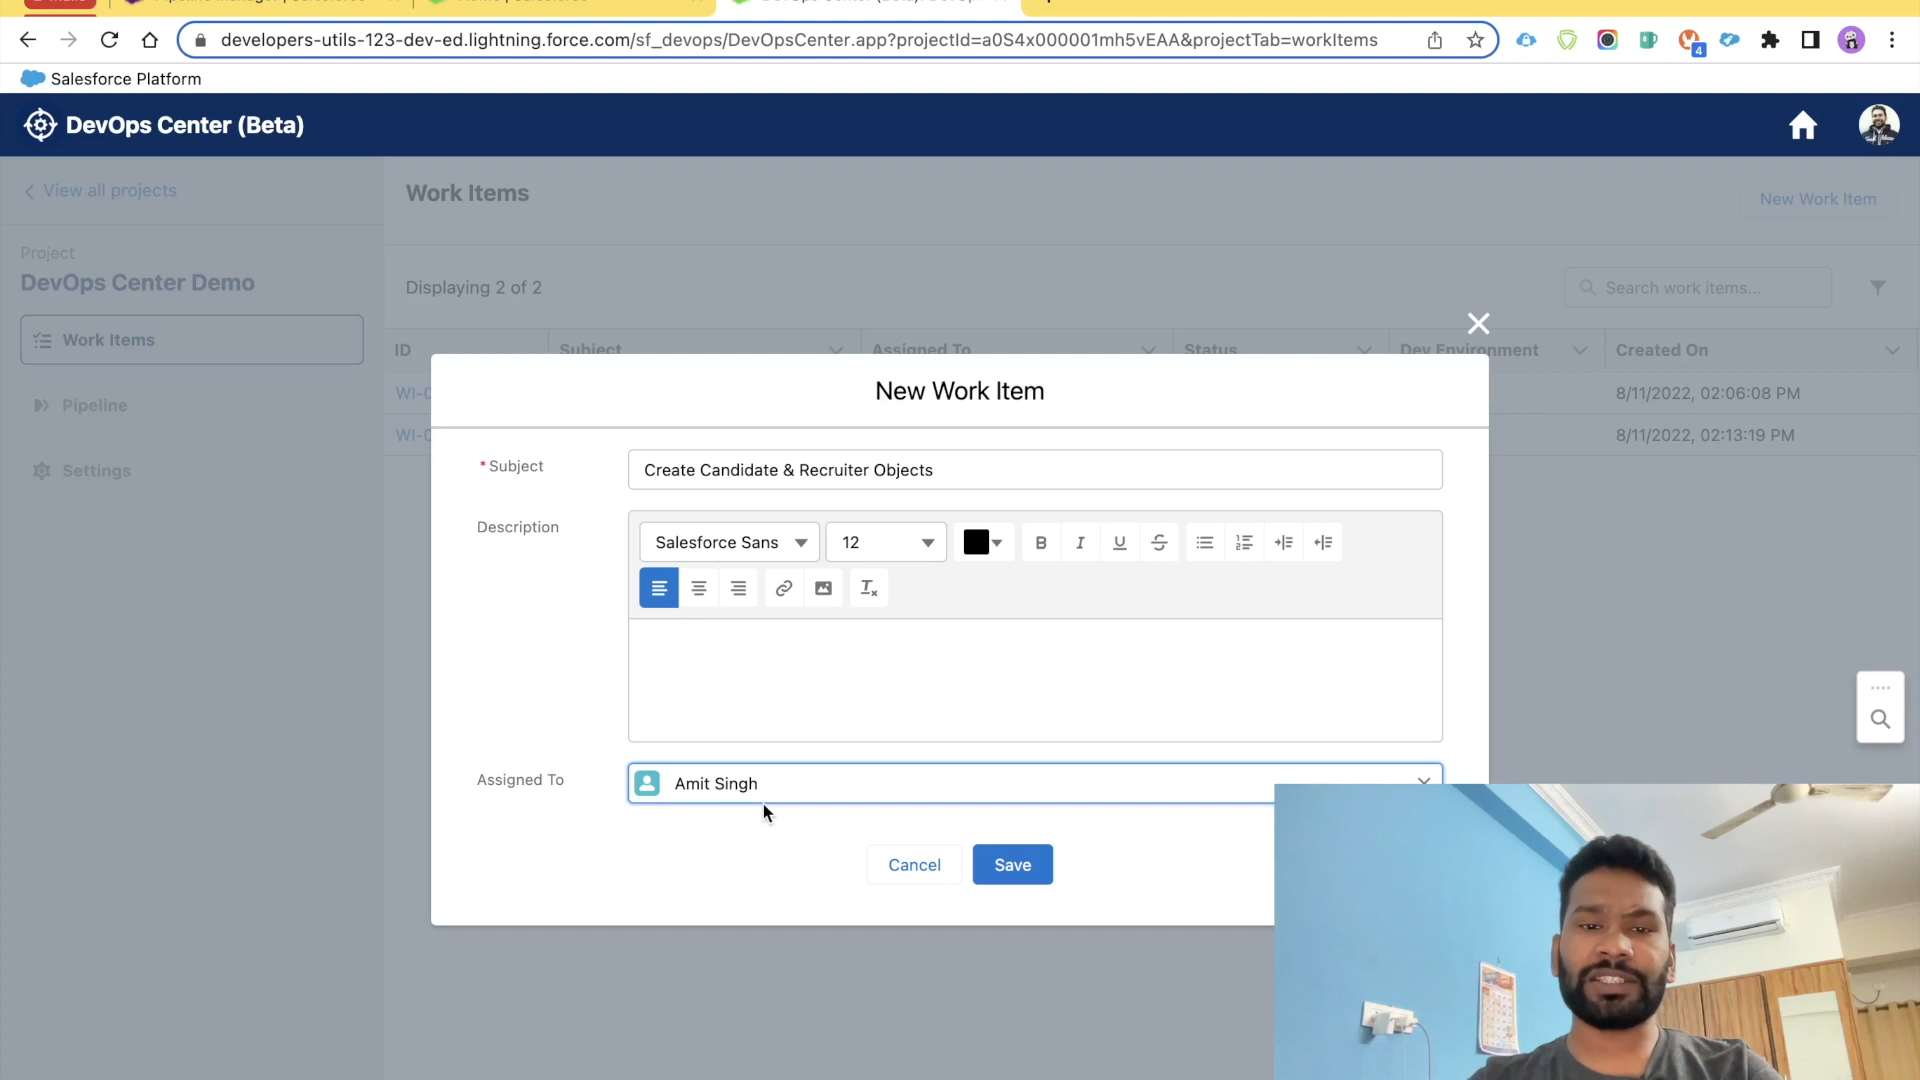 developers-utils-123-dev-ed.lightning.force.com/sf_devops/DevOpsCenter.app?projectId=a0S4x000001mh5vEAA&projectTab=workItems
4
Salesforce Platform
DevOps Center (Beta)
View all projects
Work Items
New Work Item
Project
DevOps Center Demo
Displaying 2 of 2
Search work items...
Work Items
Pipeline
Settings
ID
Subject
Assigned To
Status
Dev Environment
Created On
8/11/2022, 02:06:08 PM
8/11/2022, 02:13:19 PM
New Work Item
*Subject
Create Candidate & Recruiter Objects
Description
Salesforce Sans
12
Assigned To
Amit Singh
Cancel
Save